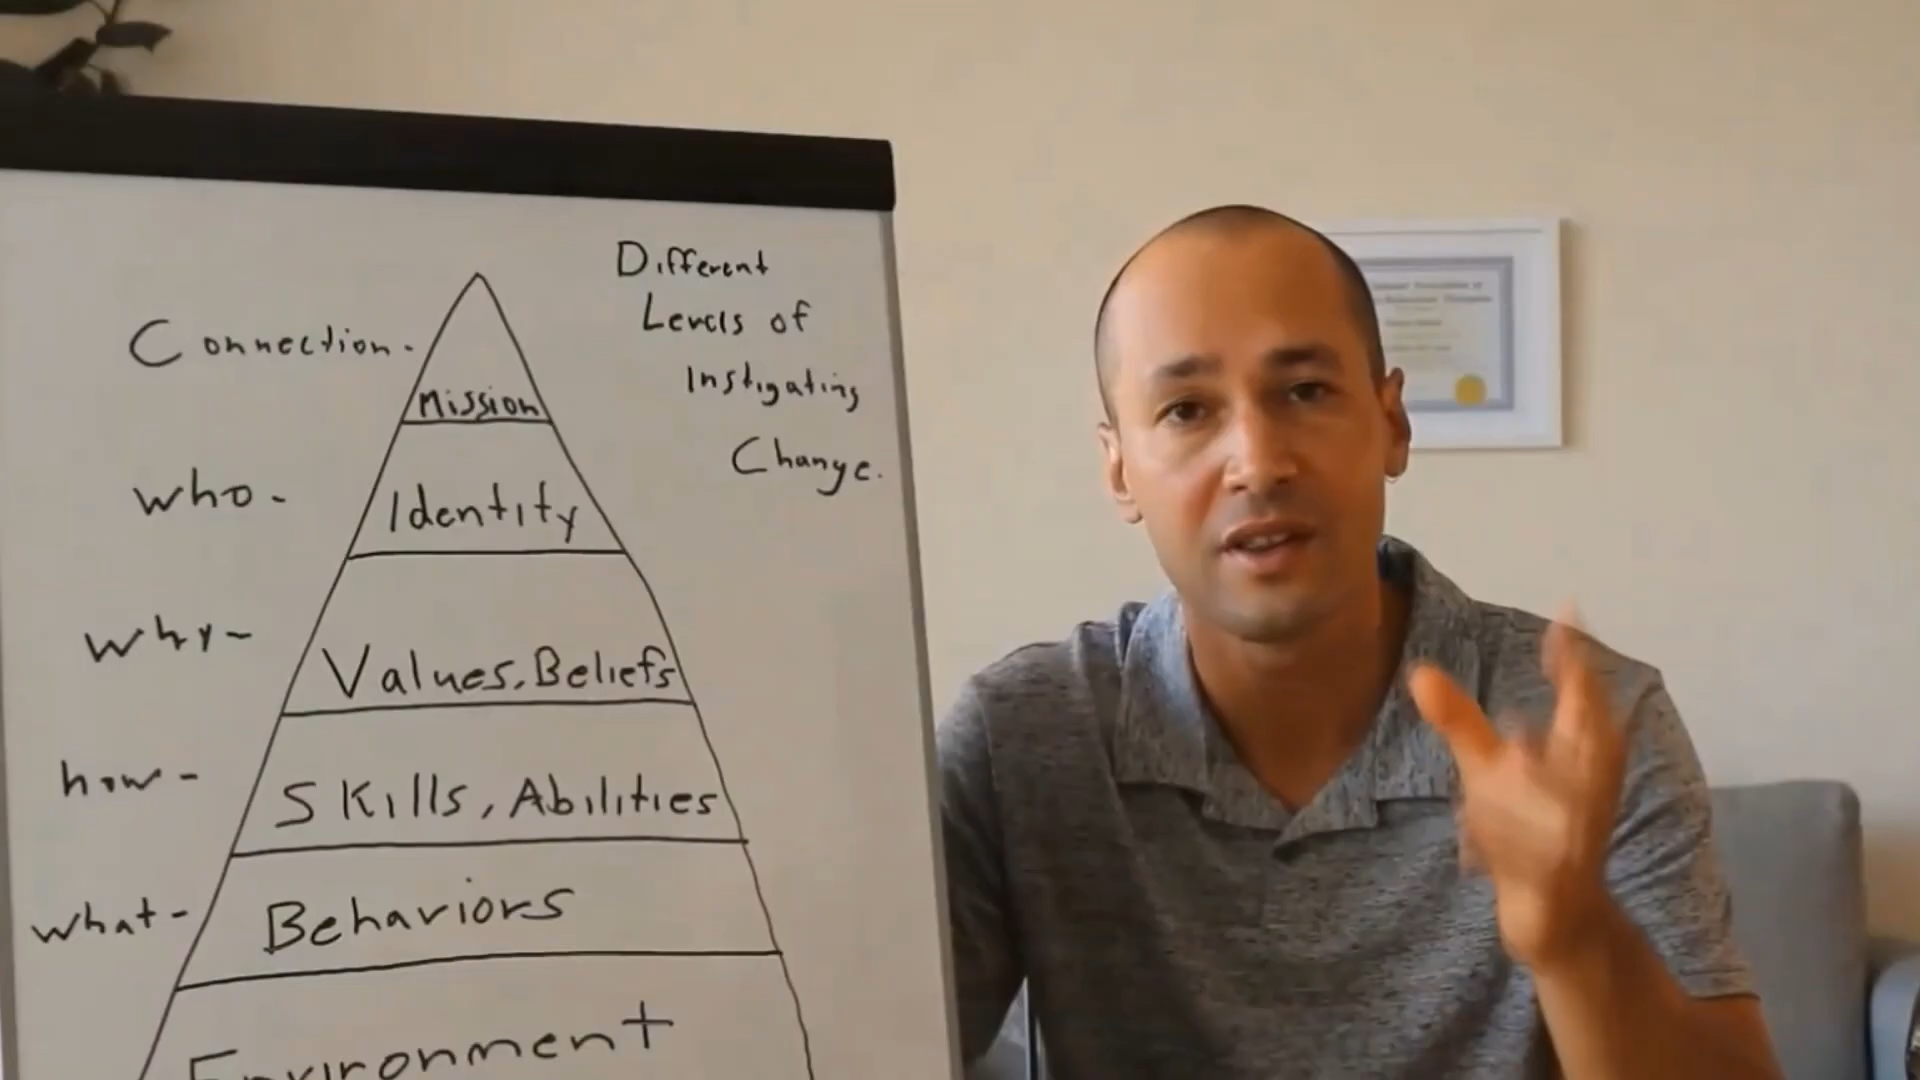 Different
Levels of
Instigating
Change.
Connection-
Mission
who-
Identity
why-
Values, Beliefs
how-
Skills, Abilities
what-
Behaviors
Environment